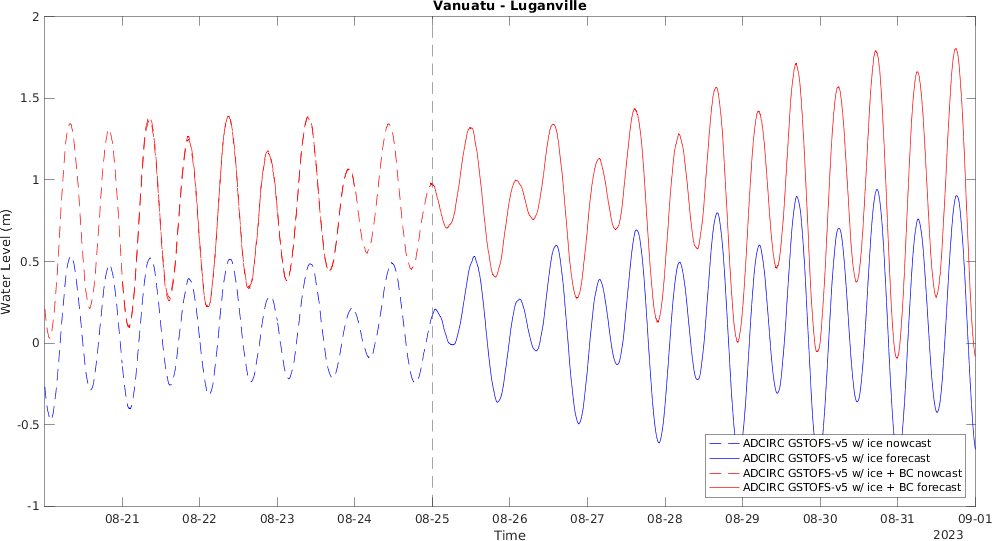 Vanuatu - Luganville
2
1.5
1
0.5
0
-0.5
-1
Water Level (m)
08-21 08-22 08-23 08-24 08-25 08-26 08-27 08-28 08-29 08-30 08-31 09-01
Time
2023
ADCIRC GSTOFS-v5 w/ ice nowcast
ADCIRC GSTOFS-v5 w/ ice forecast
ADCIRC GSTOFS-v5 w/ ice + BC nowcast
ADCIRC GSTOFS-v5 w/ ice + BC forecast